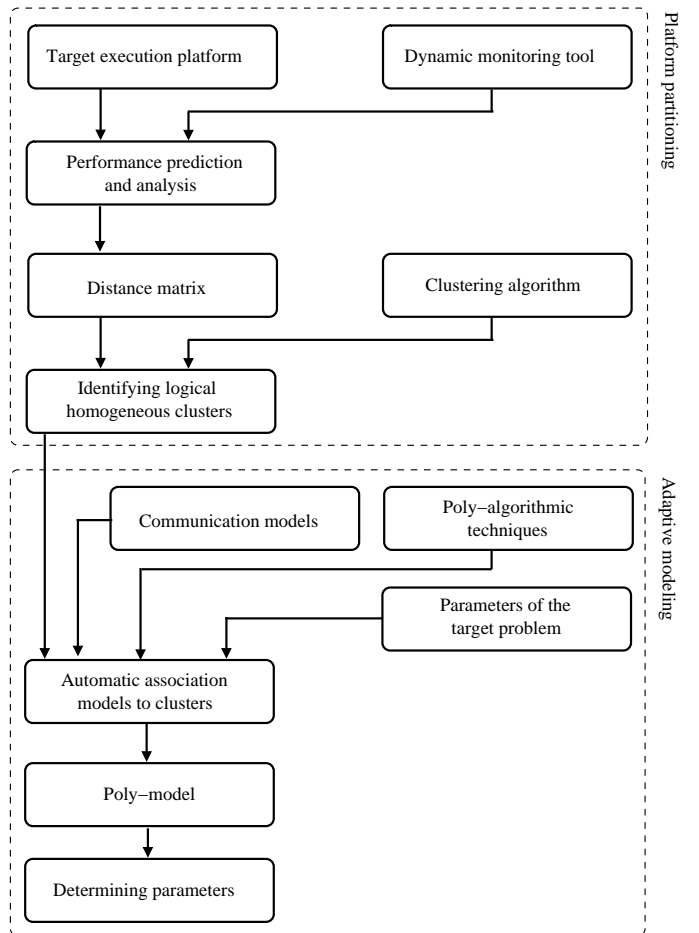 Platform partitioning
Target execution platform
Dynamic monitoring tool
Performance prediction
and analysis
Distance matrix
Clustering algorithm
Identifying logical
homogeneous clusters
Adaptive modeling
Communication models
Poly−algorithmic
techniques
Parameters of the
target problem
Automatic association
models to clusters
Poly−model
Determining parameters